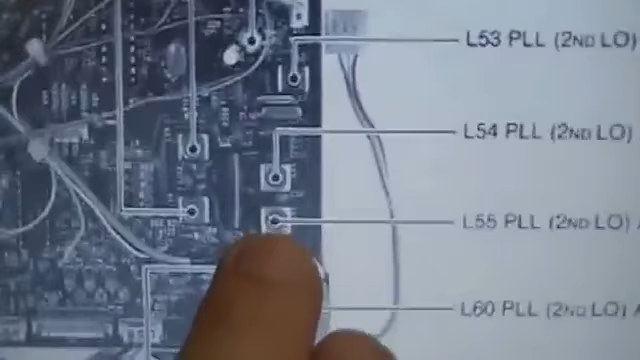 L53 PLL (2ND LO)
L54 PLL (2ND LO)
L55 PLL (2ND LO) A
L60 PLL (2ND LO) A